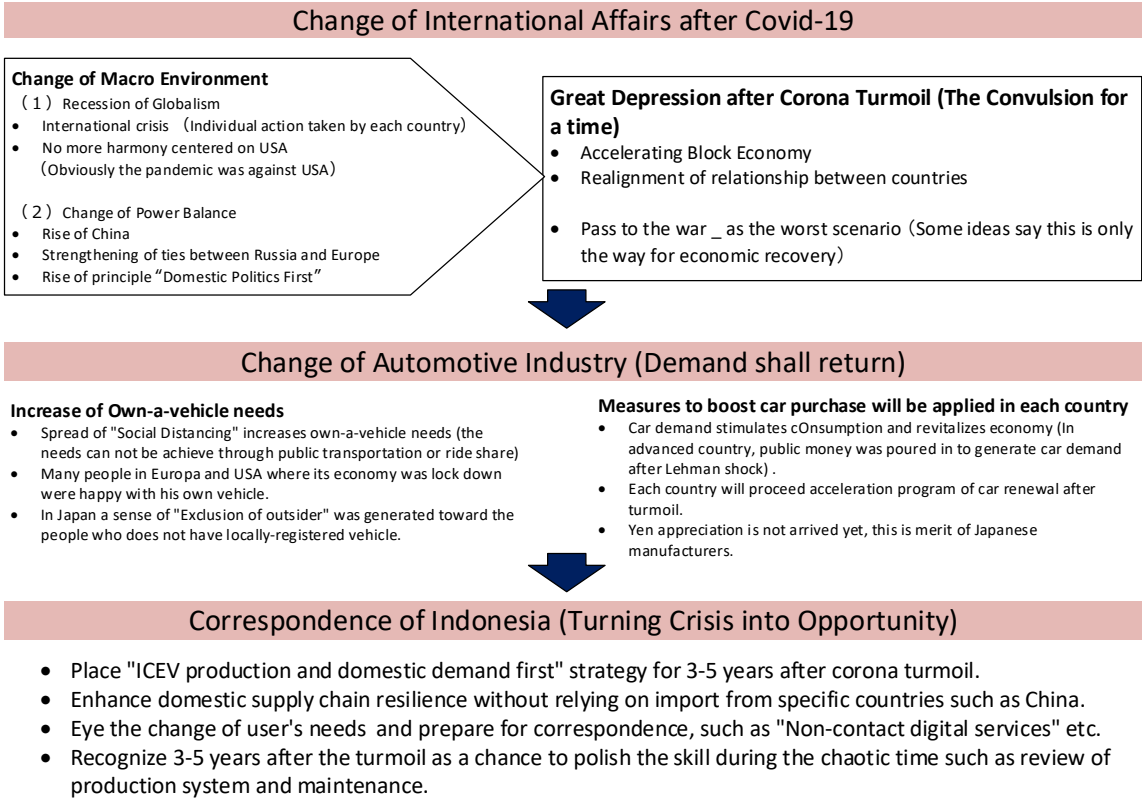 Change of International Affairs after Covid-19
Change of Macro Environment
（１）Recession of Globalism
• International crisis （Individual action taken by each country）
• No more harmony centered on USA
（Obviously the pandemic was against USA）
（２）Change of Power Balance
• Rise of China
• Strengthening of ties between Russia and Europe
• Rise of principle “Domestic Politics First”
Great Depression after Corona Turmoil (The Convulsion for
a time)
• Accelerating Block Economy
• Realignment of relationship between countries
• Pass to the war _ as the worst scenario（Some ideas say this is only
the way for economic recovery）
Change of Automotive Industry (Demand shall return)
Increase of Own-a-vehicle needs
• Spread of "Social Distancing" increases own-a-vehicle needs (the
needs can not be achieve through public transportation or ride share)
• Many people in Europa and USA where its economy was lock down
were happy with his own vehicle.
• In Japan a sense of "Exclusion of outsider" was generated toward the
people who does not have locally-registered vehicle.
Measures to boost car purchase will be applied in each country
• Car demand stimulates cOnsumption and revitalizes economy (In
advanced country, public money was poured in to generate car demand
after Lehman shock) .
• Each country will proceed acceleration program of car renewal after
turmoil.
• Yen appreciation is not arrived yet, this is merit of Japanese
manufacturers.
Correspondence of Indonesia (Turning Crisis into Opportunity)
• Place "ICEV production and domestic demand first" strategy for 3-5 years after corona turmoil.
• Enhance domestic supply chain resilience without relying on import from specific countries such as China.
• Eye the change of user's needs and prepare for correspondence, such as "Non-contact digital services" etc.
• Recognize 3-5 years after the turmoil as a chance to polish the skill during the chaotic time such as review of
production system and maintenance.